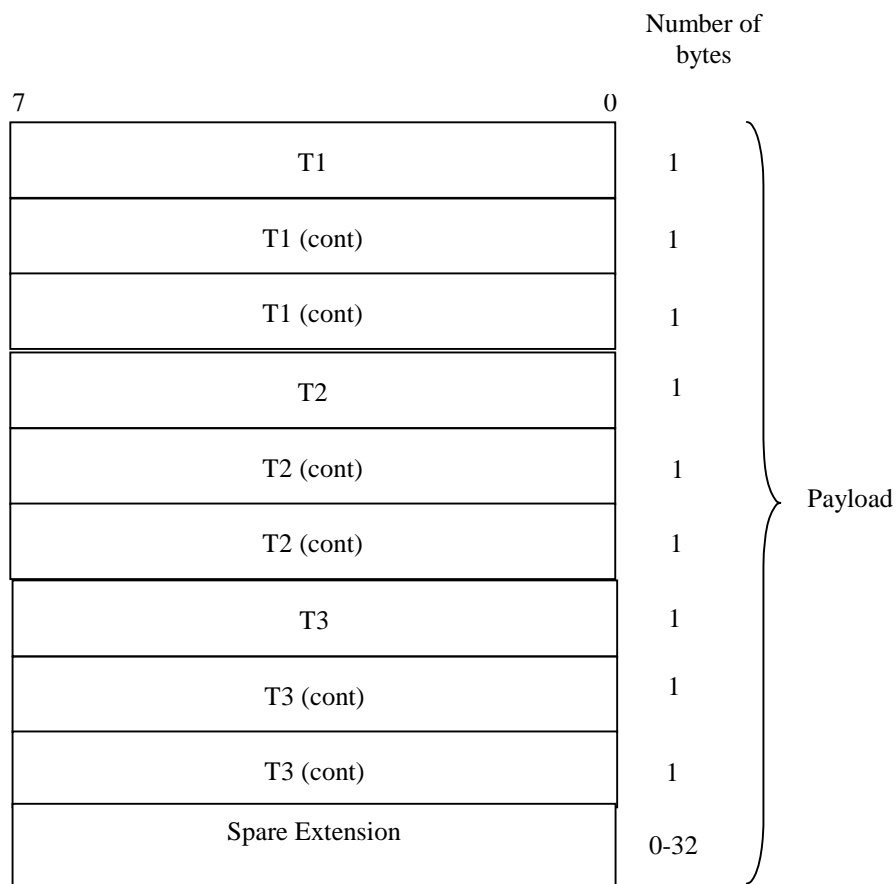 Number of
bytes
7 0
T1 1
T1 (cont) 1
T1 (cont) 1
T2 1
T2 (cont) 1
T2 (cont) 1
Payload
T3 1
T3 (cont) 1
T3 (cont) 1
Spare Extension
0-32